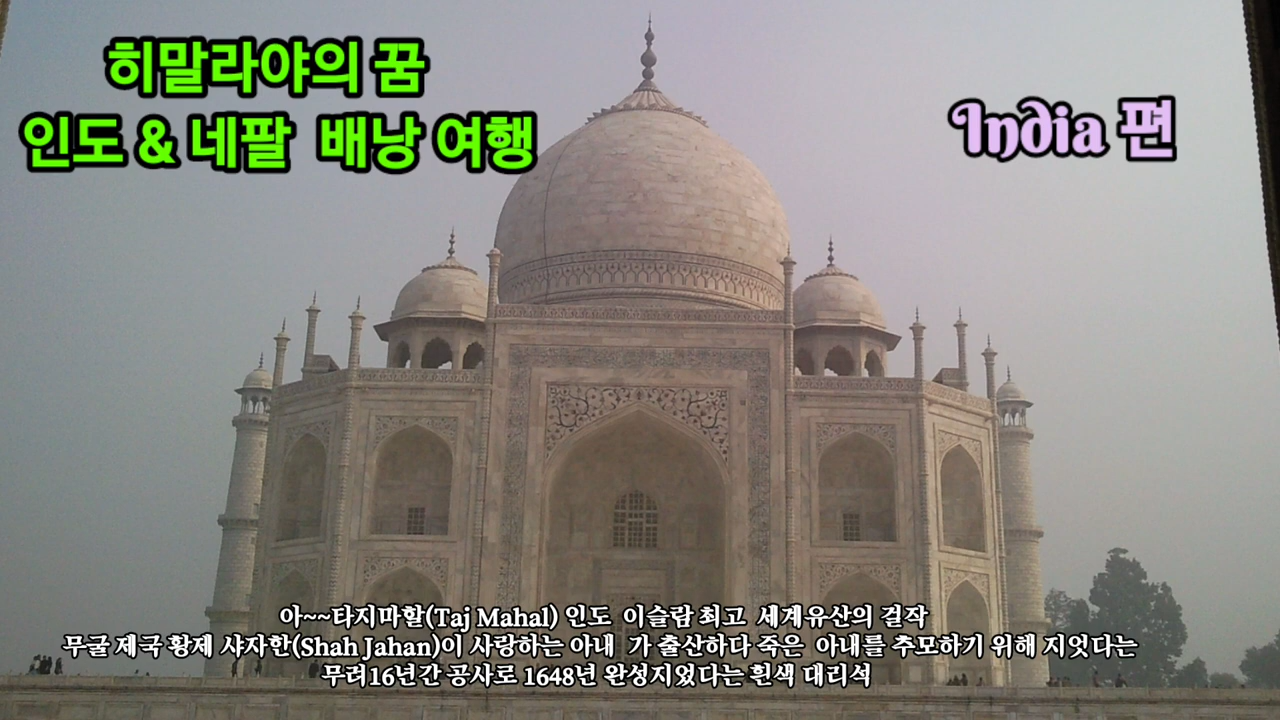 히말라야의 꿈
인도 & 네팔 배낭 여행
India 편
아~~타지마할(Taj Mahal) 인도 이슬람 최고 세계유산의 걸작
무굴 제국 황제 샤자한(Shah Jahan)이 사랑하는 아내 가 출산하다 죽은 아내를 추모하기 위해 지엇다는
무려16년간 공사로 1648년 완성지었다는 흰색 대리석